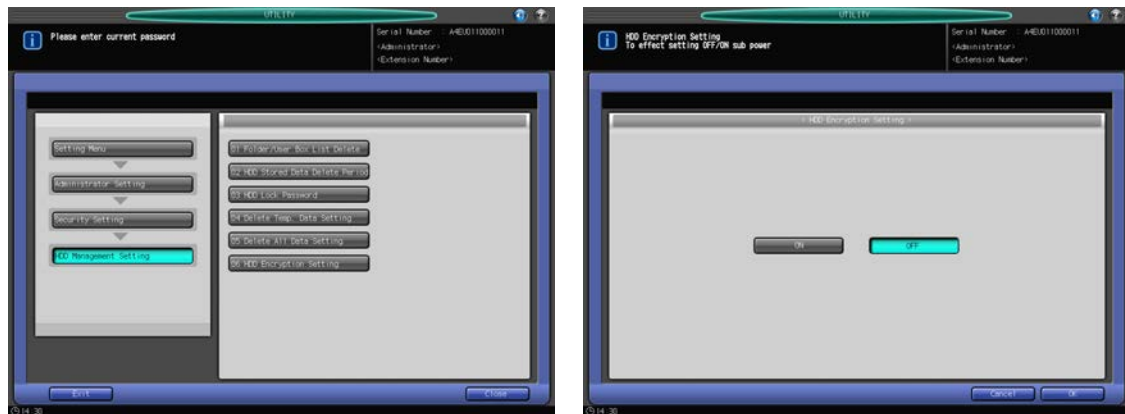 UTILITY
Please enter current password
Serial Number : A4EU011000011
<Administrator>
<Extension Number>
Setting Menu
Administrator Setting
Security Setting
HDD Management Setting
01 Folder/User Box List Delete
02 HDD Stored Data Delete Period
03 HDD Lock Password
04 Delete Temp. Data Setting
05 Delete All Data Setting
06 HDD Encryption Setting
Exit
Close
14:30
UTILITY
HDD Encryption Setting
To effect setting OFF/ON sub power
Serial Number : A4EU011000011
<Administrator>
<Extension Number>
< HDD Encryption Setting >
ON
OFF
Cancel
OK
14:30